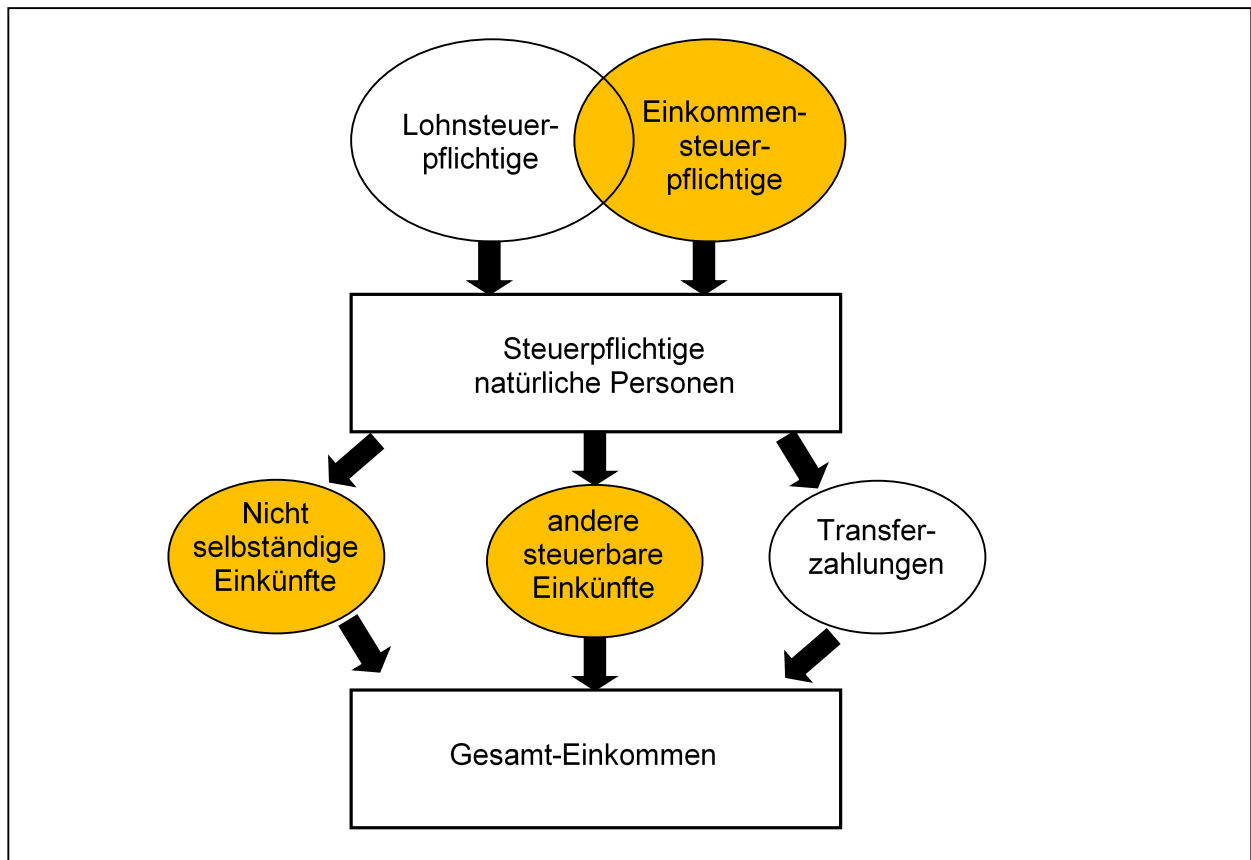 Lohnsteuer-
pflichtige
Einkommen-
steuer-
pflichtige
Steuerpflichtige
natürliche Personen
Nicht
selbständige
Einkünfte
andere
steuerbare
Einkünfte
Transfer-
zahlungen
Gesamt-Einkommen